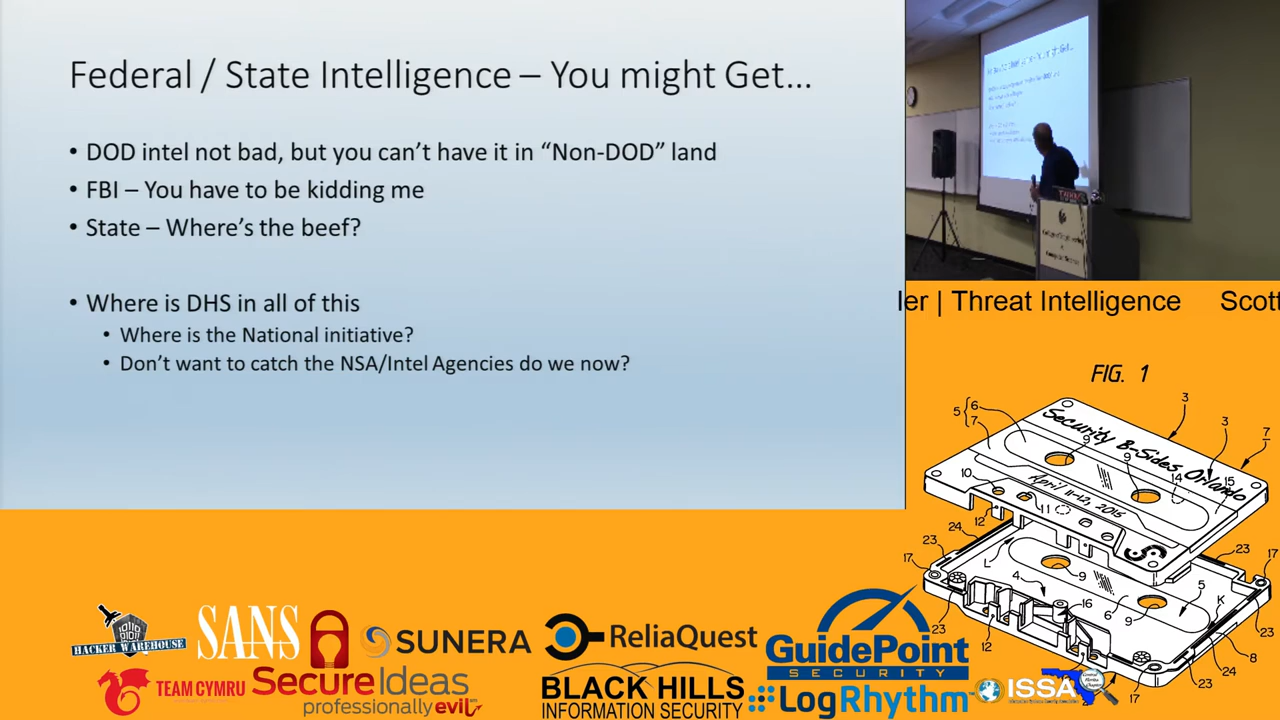 Federal / State Intelligence – You might Get...
• DOD intel not bad, but you can't have it in “Non-DOD” land
• FBI – You have to be kidding me
• State – Where's the beef?
• Where is DHS in all of this
• Where is the National initiative?
• Don't want to catch the NSA/Intel Agencies do we now?
ler | Threat Intelligence Scott
FIG. 1
Security B-Sides Orlando
April 11-12, 2015
HACKER WAREHOUSE
SANS
SUNERA
ReliaQuest
GuidePoint
SECURITY
TEAM CYMRU
SecureIdeas
professionallyevil
BLACK HILLS
INFORMATION SECURITY
LogRhythm
ISSA